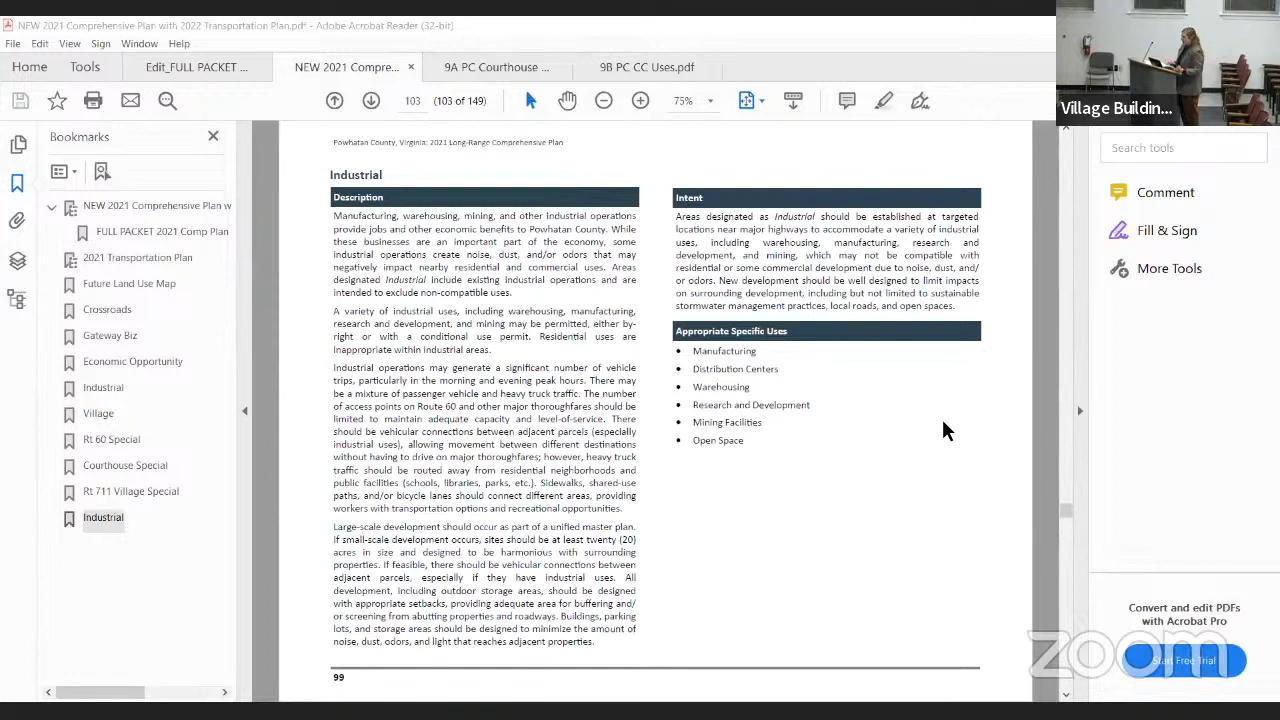 NEW 2021 Comprehensive Plan with 2022 Transportation Plan.pdf - Adobe Acrobat Reader (32-bit)
File Edit View Sign Window Help
Home Tools Edit_FULL PACKET ... NEW 2021 Compre... × 9A PC Courthouse ... 9B PC CC Uses.pdf
103 (103 of 149) 75%
Village Buildin...
Bookmarks
NEW 2021 Comprehensive Plan w
FULL PACKET 2021 Comp Plan
2021 Transportation Plan
Future Land Use Map
Crossroads
Gateway Biz
Economic Opportunity
Industrial
Village
Rt 60 Special
Courthouse Special
Rt 711 Village Special
Industrial
Powhatan County, Virginia: 2021 Long-Range Comprehensive Plan
Industrial
Description
Manufacturing, warehousing, mining, and other industrial operations
provide jobs and other economic benefits to Powhatan County. While
these businesses are an important part of the economy, some
industrial operations create noise, dust, and/or odors that may
negatively impact nearby residential and commercial uses. Areas
designated Industrial include existing industrial operations and are
intended to exclude non-compatible uses.
A variety of industrial uses, including warehousing, manufacturing,
research and development, and mining may be permitted, either by-
right or with a conditional use permit. Residential uses are
inappropriate within industrial areas.
Industrial operations may generate a significant number of vehicle
trips, particularly in the morning and evening peak hours. There may
be a mixture of passenger vehicle and heavy truck traffic. The number
of access points on Route 60 and other major thoroughfares should be
limited to maintain adequate capacity and level-of-service. There
should be vehicular connections between adjacent parcels (especially
industrial uses), allowing movement between different destinations
without having to drive on major thoroughfares; however, heavy truck
traffic should be routed away from residential neighborhoods and
public facilities (schools, libraries, parks, etc.). Sidewalks, shared-use
paths, and/or bicycle lanes should connect different areas, providing
workers with transportation options and recreational opportunities.
Large-scale development should occur as part of a unified master plan.
If small-scale development occurs, sites should be at least twenty (20)
acres in size and designed to be harmonious with surrounding
properties. If feasible, there should be vehicular connections between
adjacent parcels, especially if they have industrial uses. All
development, including outdoor storage areas, should be designed
with appropriate setbacks, providing adequate area for buffering and/
or screening from abutting properties and roadways. Buildings, parking
lots, and storage areas should be designed to minimize the amount of
noise, dust, odors, and light that reaches adjacent properties.
Intent
Areas designated as Industrial should be established at targeted
locations near major highways to accommodate a variety of industrial
uses, including warehousing, manufacturing, research and
development, and mining, which may not be compatible with
residential or some commercial development due to noise, dust, and/
or odors. New development should be well designed to limit impacts
on surrounding development, including but not limited to sustainable
stormwater management practices, local roads, and open spaces.
Appropriate Specific Uses
• Manufacturing
• Distribution Centers
• Warehousing
• Research and Development
• Mining Facilities
• Open Space
99
Search tools
Comment
Fill & Sign
More Tools
Convert and edit PDFs
with Acrobat Pro
Start Free Trial
zoom